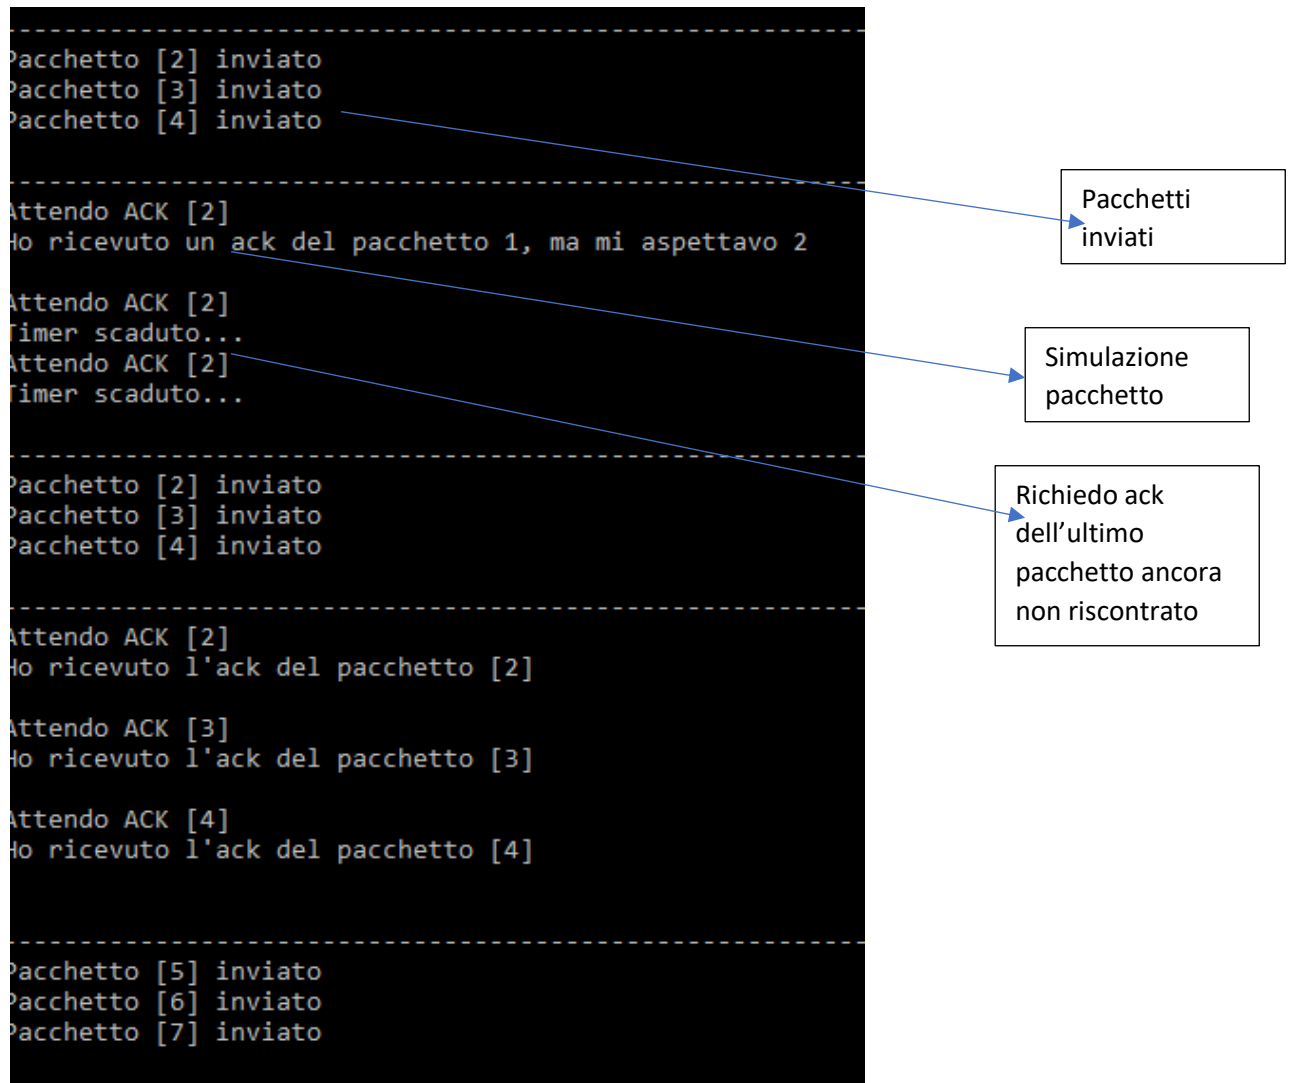 Pacchetto [2] inviato
Pacchetto [3] inviato
Pacchetto [4] inviato
Attendo ACK [2]
Ho ricevuto un ack del pacchetto 1, ma mi aspettavo 2
Attendo ACK [2]
Timer scaduto...
Attendo ACK [2]
Timer scaduto...
Pacchetto [2] inviato
Pacchetto [3] inviato
Pacchetto [4] inviato
Attendo ACK [2]
Ho ricevuto l'ack del pacchetto [2]
Attendo ACK [3]
Ho ricevuto l'ack del pacchetto [3]
Attendo ACK [4]
Ho ricevuto l'ack del pacchetto [4]
Pacchetto [5] inviato
Pacchetto [6] inviato
Pacchetto [7] inviato
Pacchetti
inviati
Simulazione
pacchetto
Richiedo ack
dell’ultimo
pacchetto ancora
non riscontrato